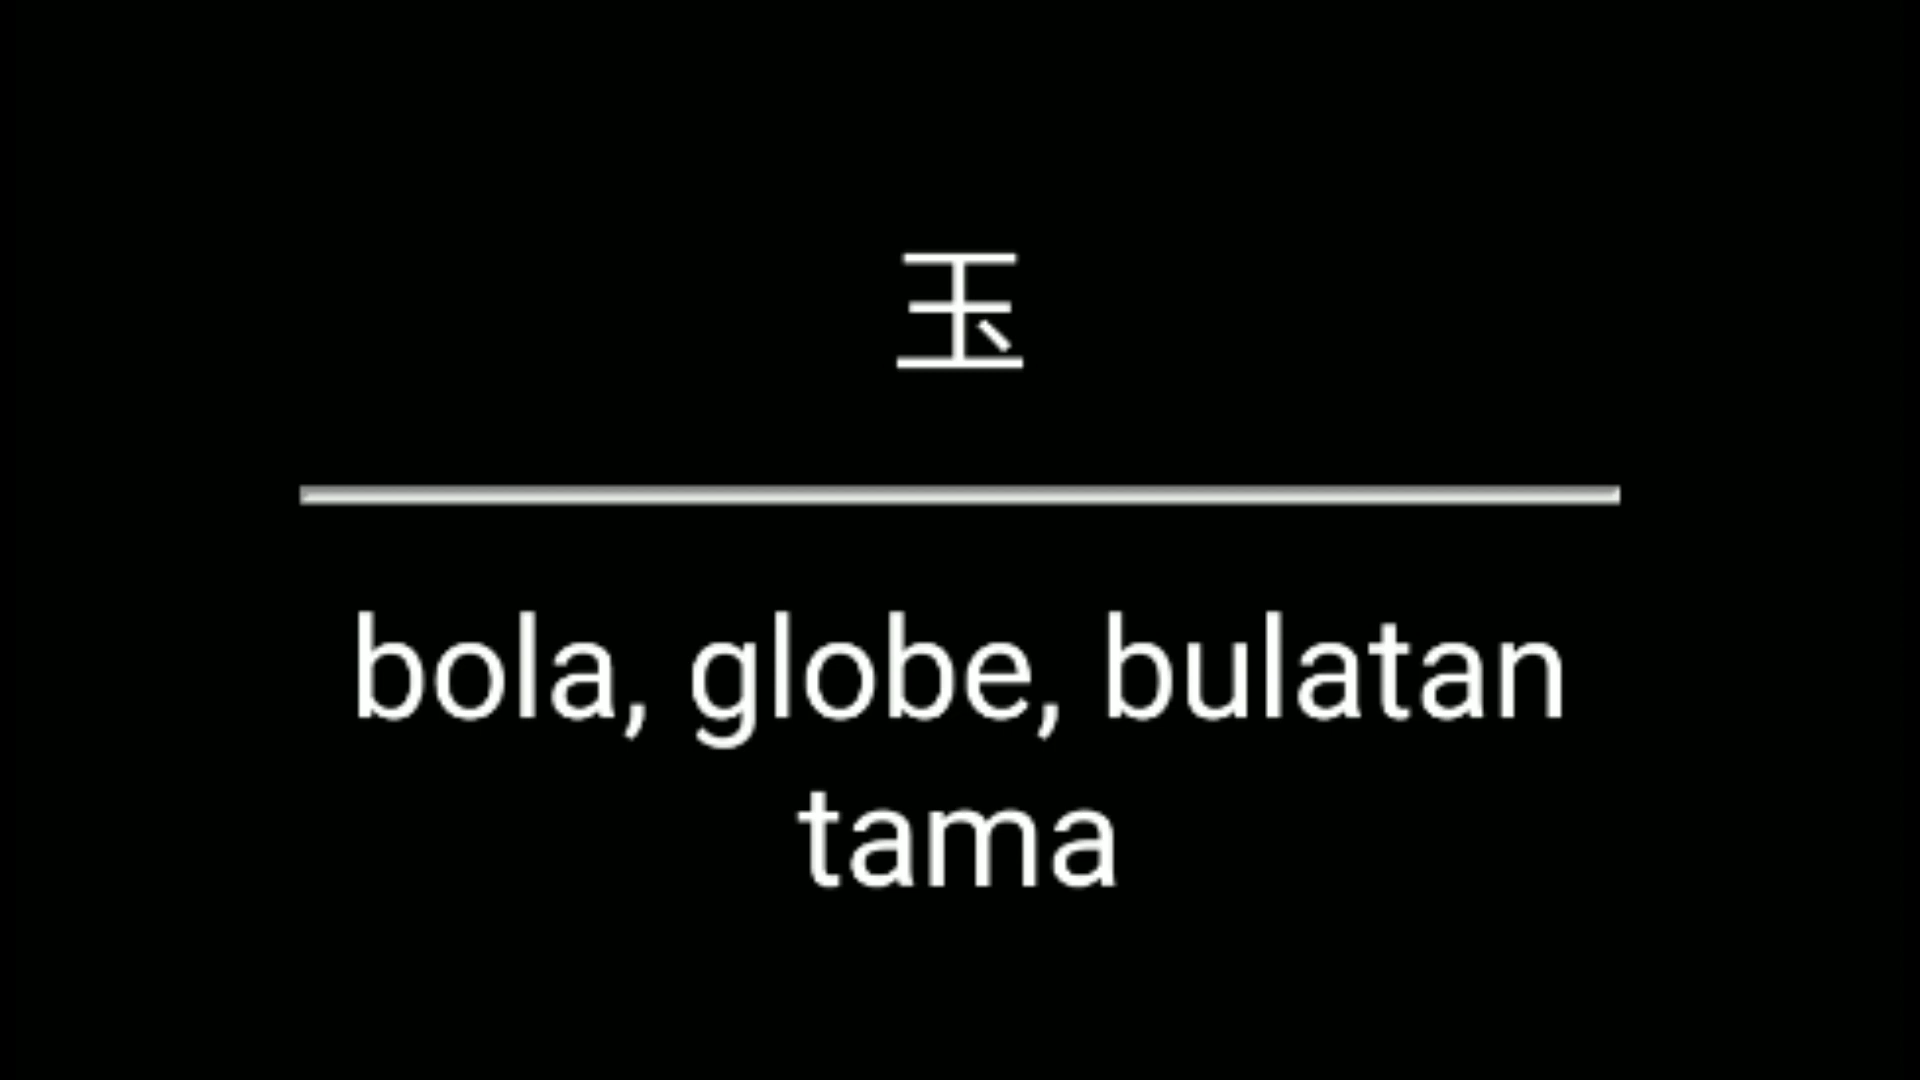 玉
bola, globe, bulatan
tama